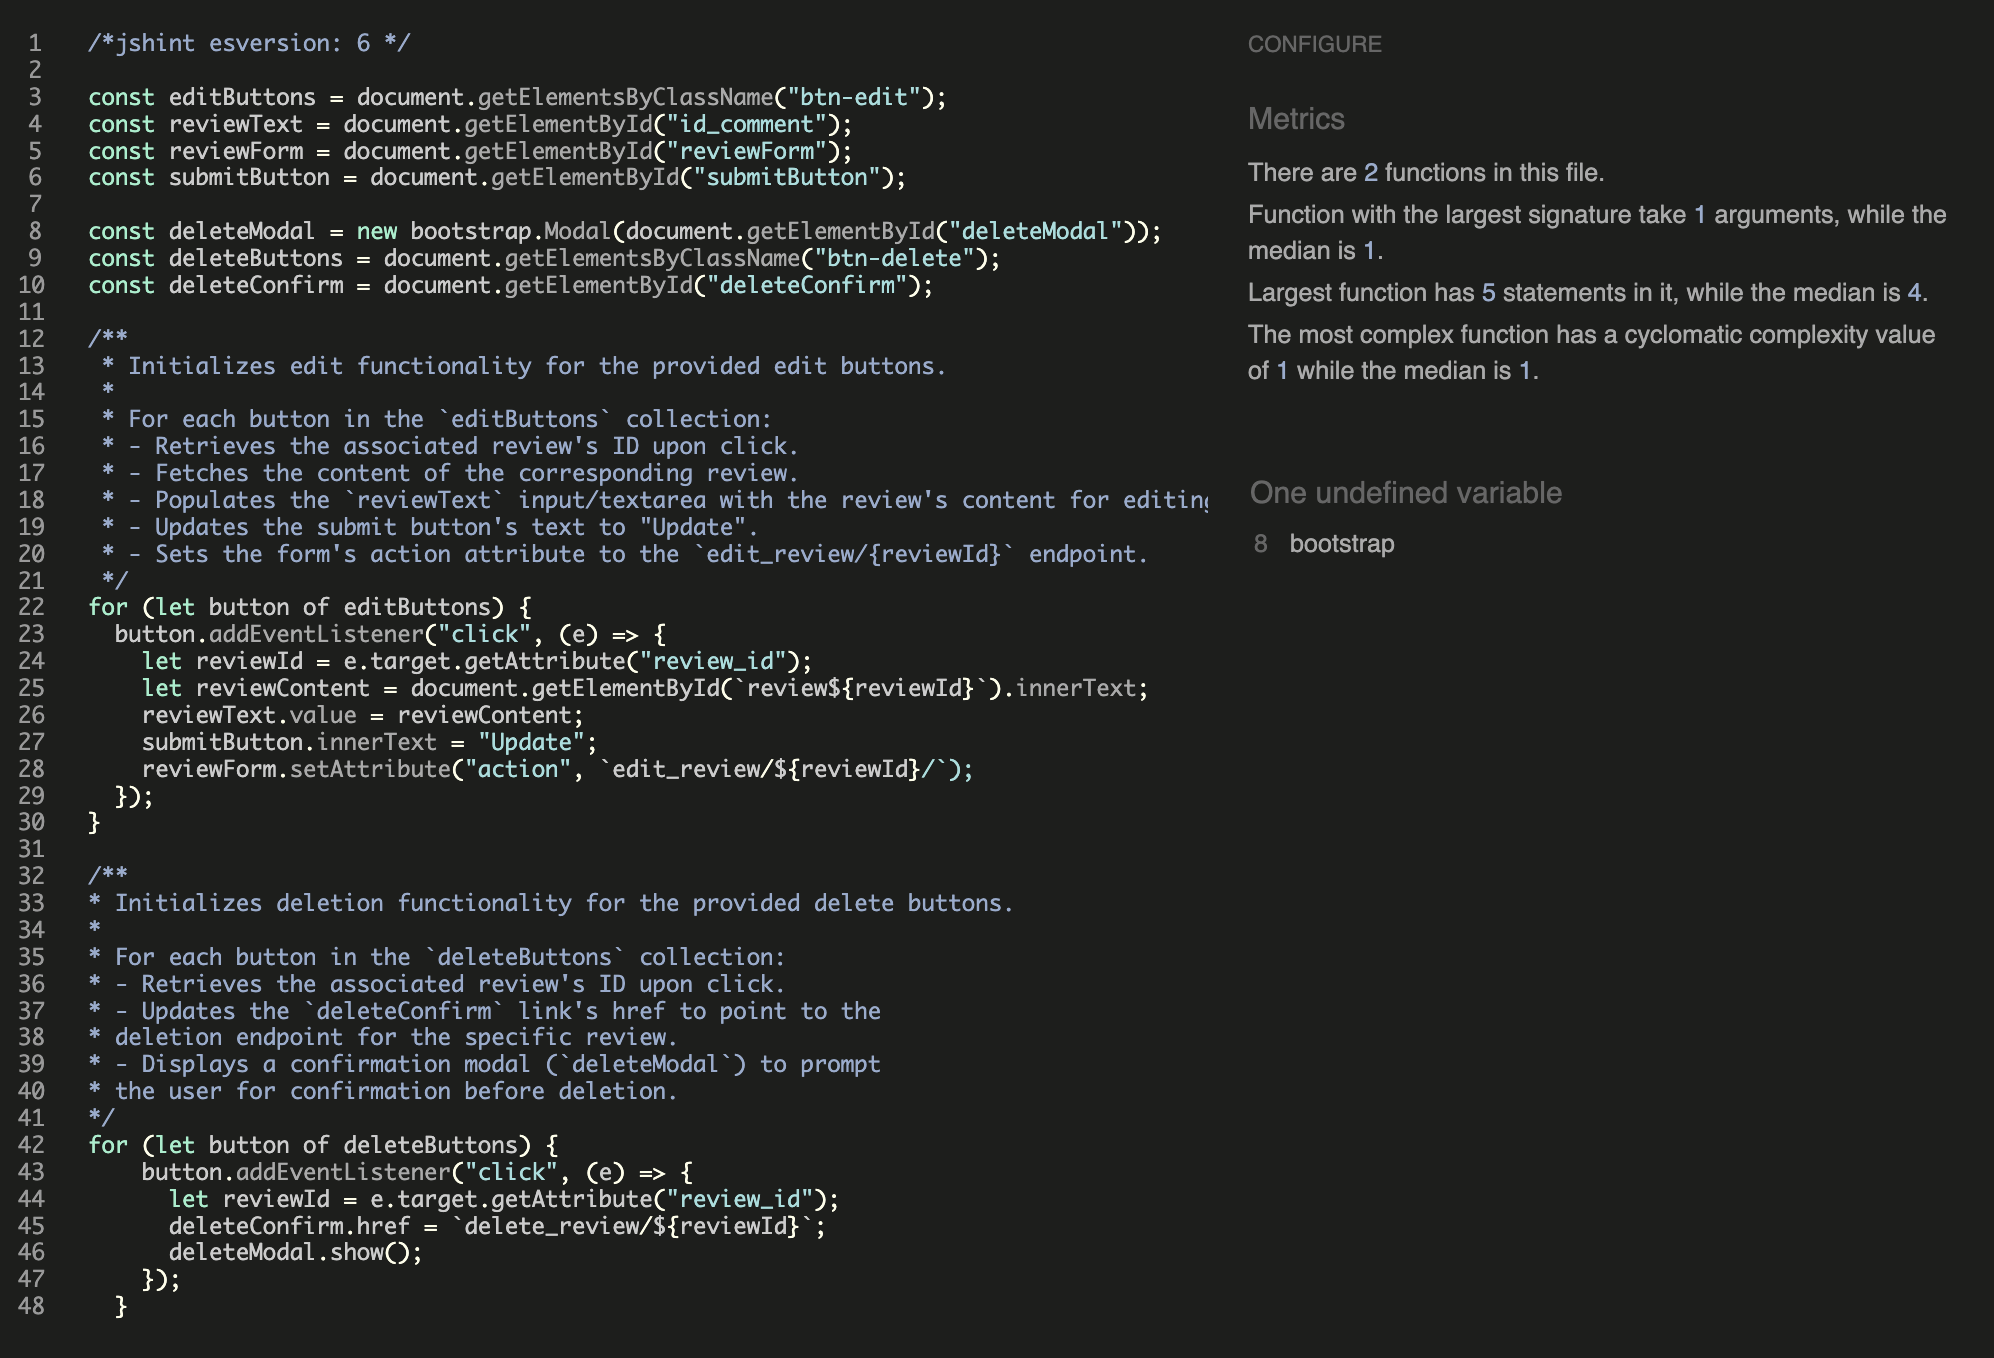 1 /*jshint esversion: 6 */
2
3 const editButtons = document.getElementsByClassName("btn-edit");
4 const reviewText = document.getElementById("id_comment");
5 const reviewForm = document.getElementById("reviewForm");
6 const submitButton = document.getElementById("submitButton");
7
8 const deleteModal = new bootstrap.Modal(document.getElementById("deleteModal"));
9 const deleteButtons = document.getElementsByClassName("btn-delete");
10 const deleteConfirm = document.getElementById("deleteConfirm");
11
12 /**
13  * Initializes edit functionality for the provided edit buttons.
14  *
15  * For each button in the `editButtons` collection:
16  * - Retrieves the associated review's ID upon click.
17  * - Fetches the content of the corresponding review.
18  * - Populates the `reviewText` input/textarea with the review's content for editing
19  * - Updates the submit button's text to "Update".
20  * - Sets the form's action attribute to the `edit_review/{reviewId}` endpoint.
21  */
22 for (let button of editButtons) {
23   button.addEventListener("click", (e) => {
24     let reviewId = e.target.getAttribute("review_id");
25     let reviewContent = document.getElementById(`review${reviewId}`).innerText;
26     reviewText.value = reviewContent;
27     submitButton.innerText = "Update";
28     reviewForm.setAttribute("action", `edit_review/${reviewId}/`);
29   });
30 }
31
32 /**
33 * Initializes deletion functionality for the provided delete buttons.
34 *
35 * For each button in the `deleteButtons` collection:
36 * - Retrieves the associated review's ID upon click.
37 * - Updates the `deleteConfirm` link's href to point to the
38 * deletion endpoint for the specific review.
39 * - Displays a confirmation modal (`deleteModal`) to prompt
40 * the user for confirmation before deletion.
41 */
42 for (let button of deleteButtons) {
43     button.addEventListener("click", (e) => {
44       let reviewId = e.target.getAttribute("review_id");
45       deleteConfirm.href = `delete_review/${reviewId}`;
46       deleteModal.show();
47     });
48   }
CONFIGURE
Metrics
There are 2 functions in this file.
Function with the largest signature take 1 arguments, while the
median is 1.
Largest function has 5 statements in it, while the median is 4.
The most complex function has a cyclomatic complexity value
of 1 while the median is 1.
One undefined variable
8 bootstrap